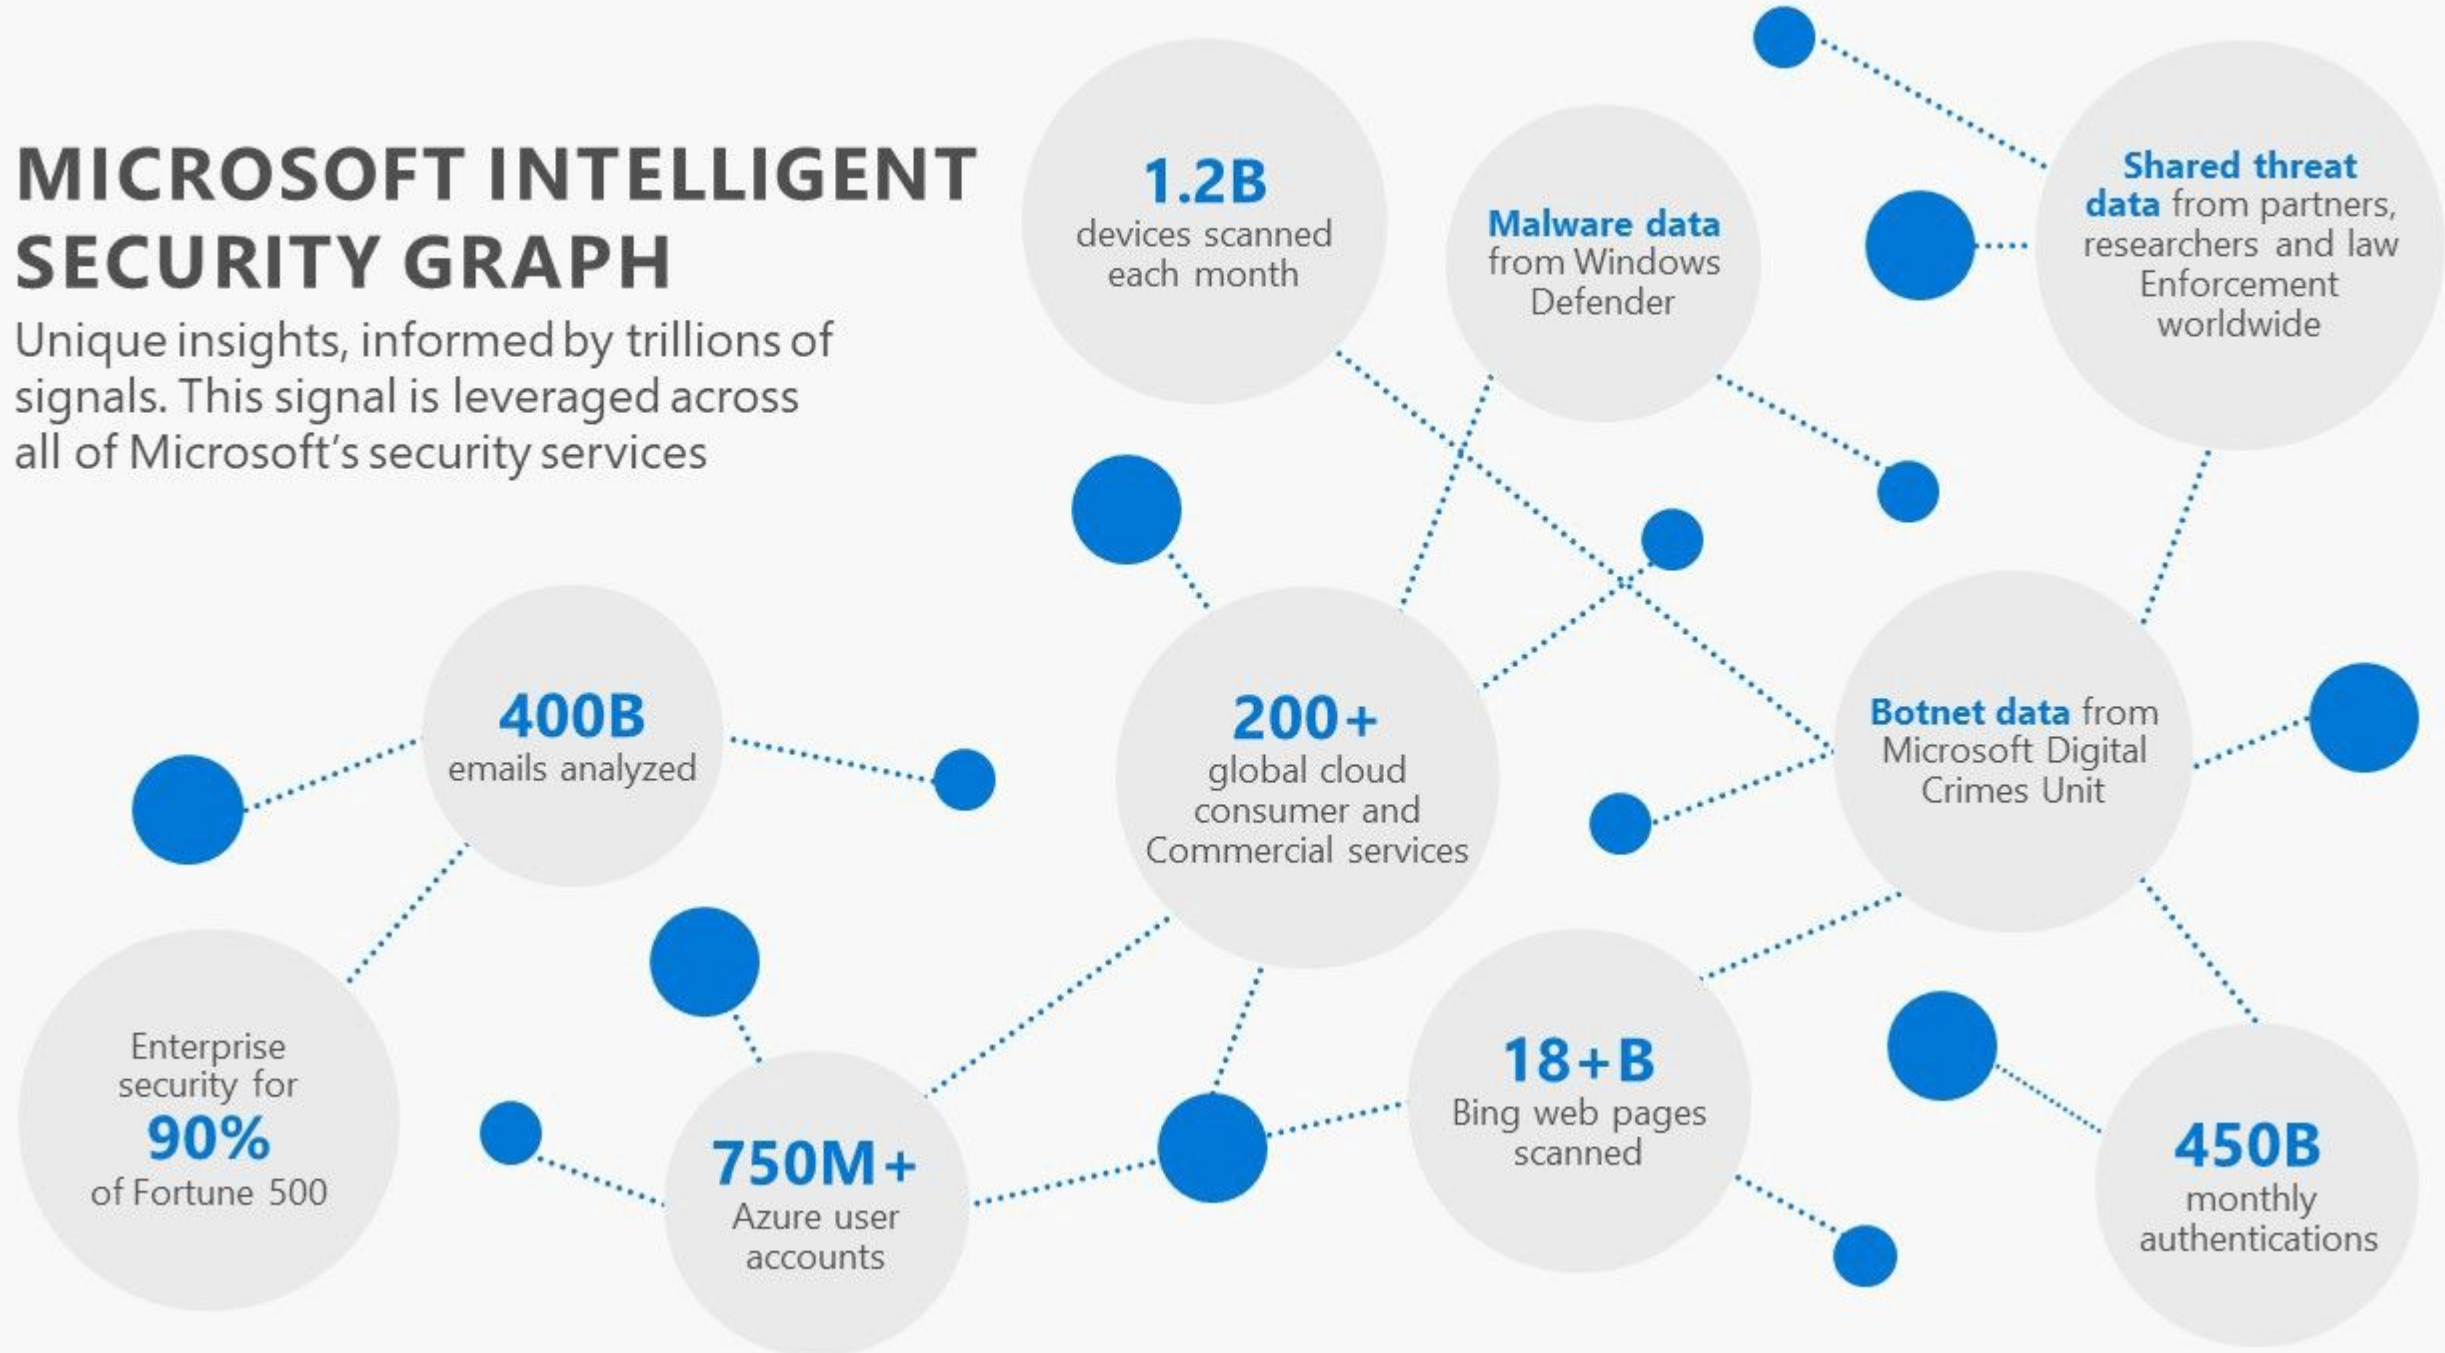 MICROSOFT INTELLIGENT
SECURITY GRAPH
Unique insights, informed by trillions of
signals. This signal is leveraged across
all of Microsoft's security services
1.2B
devices scanned
each month
Malware data
from Windows
Defender
Shared threat
data from partners,
researchers and law
Enforcement
worldwide
400B
emails analyzed
200+
global cloud
consumer and
Commercial services
Botnet data from
Microsoft Digital
Crimes Unit
Enterprise
security for
90%
of Fortune 500
750M+
Azure user
accounts
18+B
Bing web pages
scanned
450B
monthly
authentications